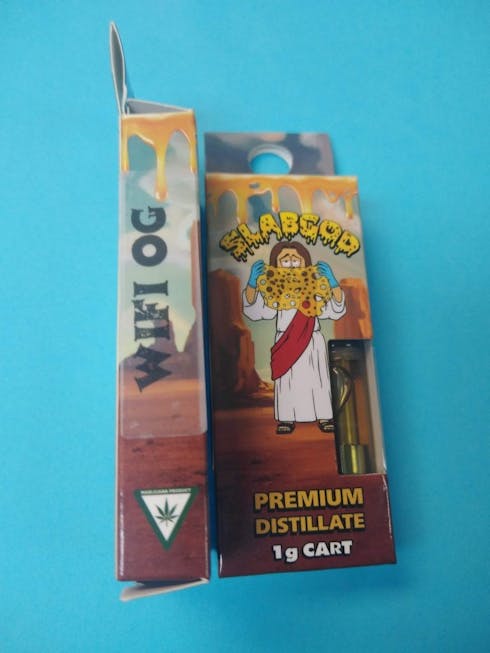 WIFI OG
MARIJUANA PRODUCT
SLABGOD
PREMIUM
DISTILLATE
1g CART